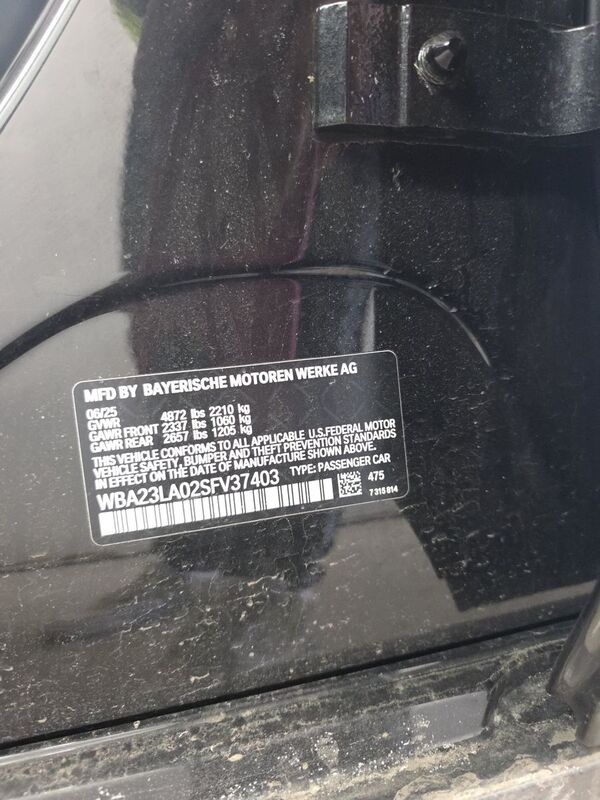 MFD BY BAYERISCHE MOTOREN WERKE AG
06/25
GVWR 4872 lbs 2210 kg
GAWR FRONT 2337 lbs 1060 kg
GAWR REAR 2657 lbs 1205 kg
THIS VEHICLE CONFORMS TO ALL APPLICABLE U.S.FEDERAL MOTOR
VEHICLE SAFETY, BUMPER AND THEFT PREVENTION STANDARDS
IN EFFECT ON THE DATE OF MANUFACTURE SHOWN ABOVE.
TYPE: PASSENGER CAR
WBA23LA02SFV37403
475
7 315 814